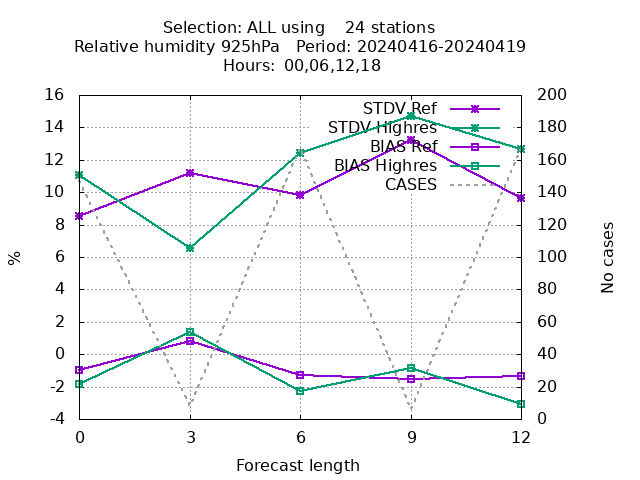 Selection: ALL using    24 stations
Relative humidity 925hPa   Period: 20240416-20240419
Hours: 00,06,12,18
STDV Ref
STDV Highres
BIAS Ref
BIAS Highres
CASES
16
14
12
10
8
6
4
2
0
-2
-4
%
200
180
160
140
120
100
80
60
40
20
0
No cases
0 3 6 9 12
Forecast length